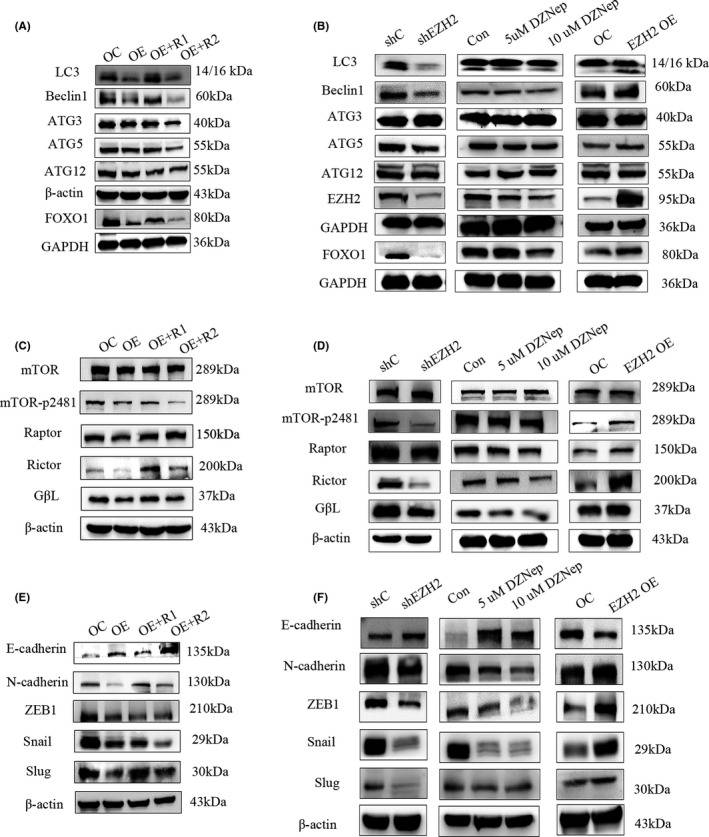 (A)
OC OE OE+R1 OE+R2
LC3 14/16 kDa
Beclin1 60kDa
ATG3 40kDa
ATG5 55kDa
ATG12 55kDa
β-actin 43kDa
FOXO1 80kDa
GAPDH 36kDa
(B)
shC shEZH2 Con 5uM DZNep 10 uM DZNep OC EZH2 OE
LC3 14/16 kDa
Beclin1 60kDa
ATG3 40kDa
ATG5 55kDa
ATG12 55kDa
EZH2 95kDa
GAPDH 36kDa
FOXO1 80kDa
GAPDH 36kDa
(C)
OC OE OE+R1 OE+R2
mTOR 289kDa
mTOR-p2481 289kDa
Raptor 150kDa
Rictor 200kDa
GβL 37kDa
β-actin 43kDa
(D)
shC shEZH2 Con 5 uM DZNep 10 uM DZNep OC EZH2 OE
mTOR 289kDa
mTOR-p2481 289kDa
Raptor 150kDa
Rictor 200kDa
GβL 37kDa
β-actin 43kDa
(E)
OC OE OE+R1 OE+R2
E-cadherin 135kDa
N-cadherin 130kDa
ZEB1 210kDa
Snail 29kDa
Slug 30kDa
β-actin 43kDa
(F)
shC shEZH2 Con 5 uM DZNep 10 uM DZNep OC EZH2 OE
E-cadherin 135kDa
N-cadherin 130kDa
ZEB1 210kDa
Snail 29kDa
Slug 30kDa
β-actin 43kDa